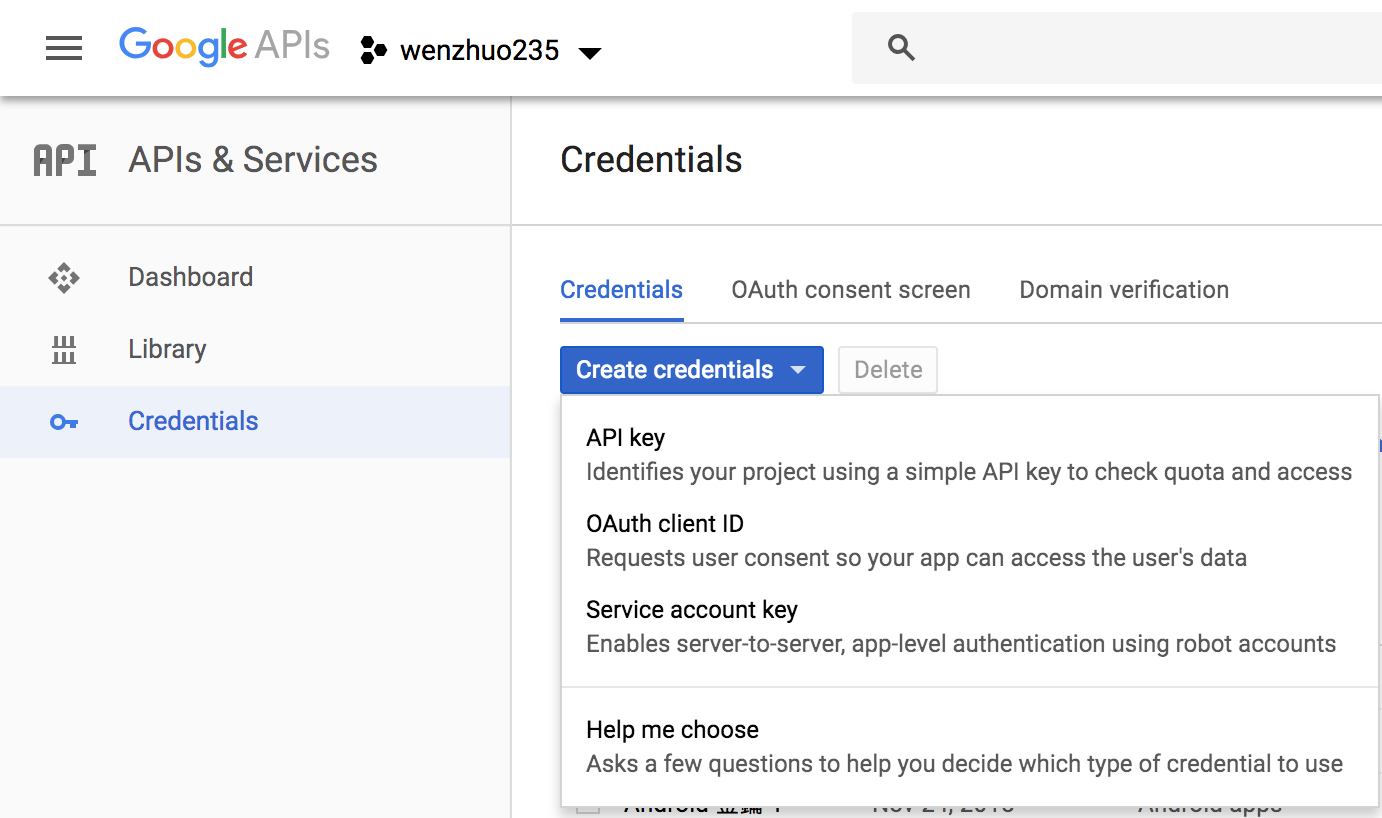 Google APIs
wenzhuo235
API
APIs & Services
Credentials
Dashboard
Library
Credentials
Credentials OAuth consent screen Domain verification
Create credentials Delete
API key
Identifies your project using a simple API key to check quota and access
OAuth client ID
Requests user consent so your app can access the user's data
Service account key
Enables server-to-server, app-level authentication using robot accounts
Help me choose
Asks a few questions to help you decide which type of credential to use
Android Android apps